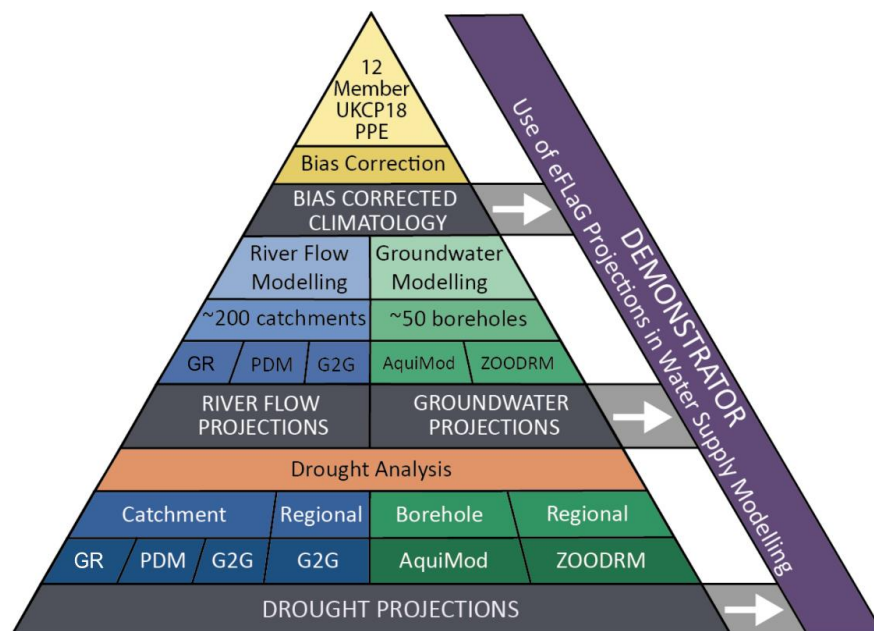 12
Member
UKCP18
PPE
Bias Correction
BIAS CORRECTED
CLIMATOLOGY
River Flow
Modelling
Groundwater
Modelling
~200 catchments
~50 boreholes
GR
PDM
G2G
AquiMod
ZOODRM
RIVER FLOW
PROJECTIONS
GROUNDWATER
PROJECTIONS
Drought Analysis
Catchment
Regional
Borehole
Regional
GR
PDM
G2G
G2G
AquiMod
ZOODRM
DROUGHT PROJECTIONS
DEMONSTRATOR
Use of eFLaG Projections in Water Supply Modelling